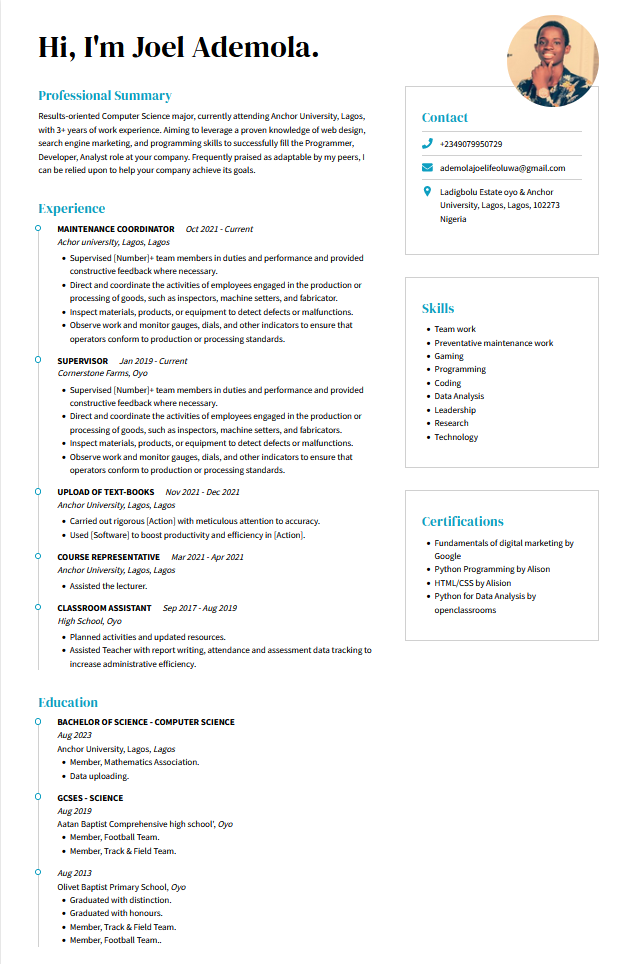 Hi, I'm Joel Ademola.
Professional Summary
Results-oriented Computer Science major, currently attending Anchor University, Lagos,
with 3+ years of work experience. Aiming to leverage a proven knowledge of web design,
search engine marketing, and programming skills to successfully fill the Programmer,
Developer, Analyst role at your company. Frequently praised as adaptable by my peers, I
can be relied upon to help your company achieve its goals.
Experience
MAINTENANCE COORDINATOR Oct 2021 - Current
Achor university, Lagos, Lagos
• Supervised [Number]+ team members in duties and performance and provided
constructive feedback where necessary.
• Direct and coordinate the activities of employees engaged in the production or
processing of goods, such as inspectors, machine setters, and fabricator.
• Inspect materials, products, or equipment to detect defects or malfunctions.
• Observe work and monitor gauges, dials, and other indicators to ensure that
operators conform to production or processing standards.
SUPERVISOR Jan 2019 - Current
Cornerstone Farms, Oyo
• Supervised [Number]+ team members in duties and performance and provided
constructive feedback where necessary.
• Direct and coordinate the activities of employees engaged in the production or
processing of goods, such as inspectors, machine setters, and fabricators.
• Inspect materials, products, or equipment to detect defects or malfunctions.
• Observe work and monitor gauges, dials, and other indicators to ensure that
operators conform to production or processing standards.
UPLOAD OF TEXT-BOOKS Nov 2021 - Dec 2021
Anchor University, Lagos, Lagos
• Carried out rigorous [Action] with meticulous attention to accuracy.
• Used [Software] to boost productivity and efficiency in [Action].
COURSE REPRESENTATIVE Mar 2021 - Apr 2021
Anchor University, Lagos, Lagos
• Assisted the lecturer.
CLASSROOM ASSISTANT Sep 2017 - Aug 2019
High School, Oyo
• Planned activities and updated resources.
• Assisted Teacher with report writing, attendance and assessment data tracking to
increase administrative efficiency.
Education
BACHELOR OF SCIENCE - COMPUTER SCIENCE
Aug 2023
Anchor University, Lagos, Lagos
• Member, Mathematics Association.
• Data uploading.
GCSES - SCIENCE
Aug 2019
Aatan Baptist Comprehensive high school', Oyo
• Member, Football Team.
• Member, Track & Field Team.
Aug 2013
Olivet Baptist Primary School, Oyo
• Graduated with distinction.
• Graduated with honours.
• Member, Track & Field Team.
• Member, Football Team..
Contact
+2349079950729
ademolajoelifeoluwa@gmail.com
Ladigbolu Estate oyo & Anchor
University, Lagos, Lagos, 102273
Nigeria
Skills
• Team work
• Preventative maintenance work
• Gaming
• Programming
• Coding
• Data Analysis
• Leadership
• Research
• Technology
Certifications
• Fundamentals of digital marketing by
Google
• Python Programming by Alison
• HTML/CSS by Alision
• Python for Data Analysis by
openclassrooms